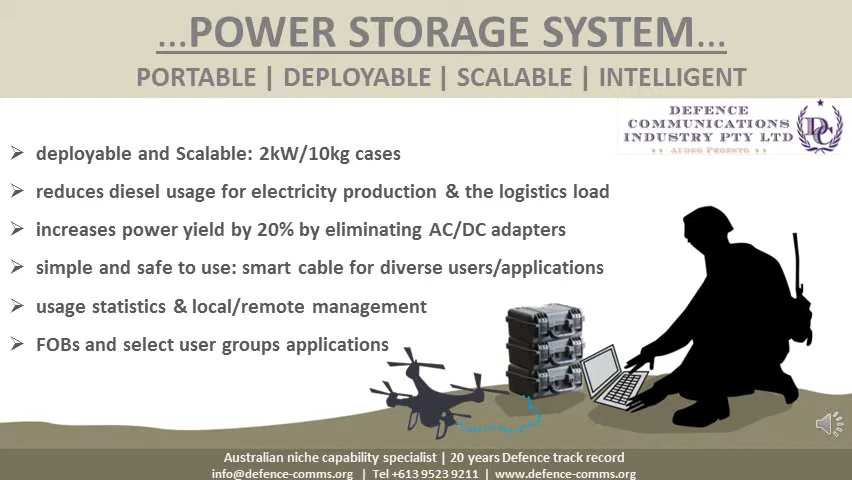 ...POWER STORAGE SYSTEM...
PORTABLE | DEPLOYABLE | SCALABLE | INTELLIGENT
DEFENCE
COMMUNICATIONS
INDUSTRY PTY LTD
DC
Audeo Praesto
deployable and Scalable: 2kW/10kg cases
reduces diesel usage for electricity production & the logistics load
increases power yield by 20% by eliminating AC/DC adapters
simple and safe to use: smart cable for diverse users/applications
usage statistics & local/remote management
FOBs and select user groups applications
Australian niche capability specialist | 20 years Defence track record
info@defence-comms.org | Tel +613 9523 9211 | www.defence-comms.org